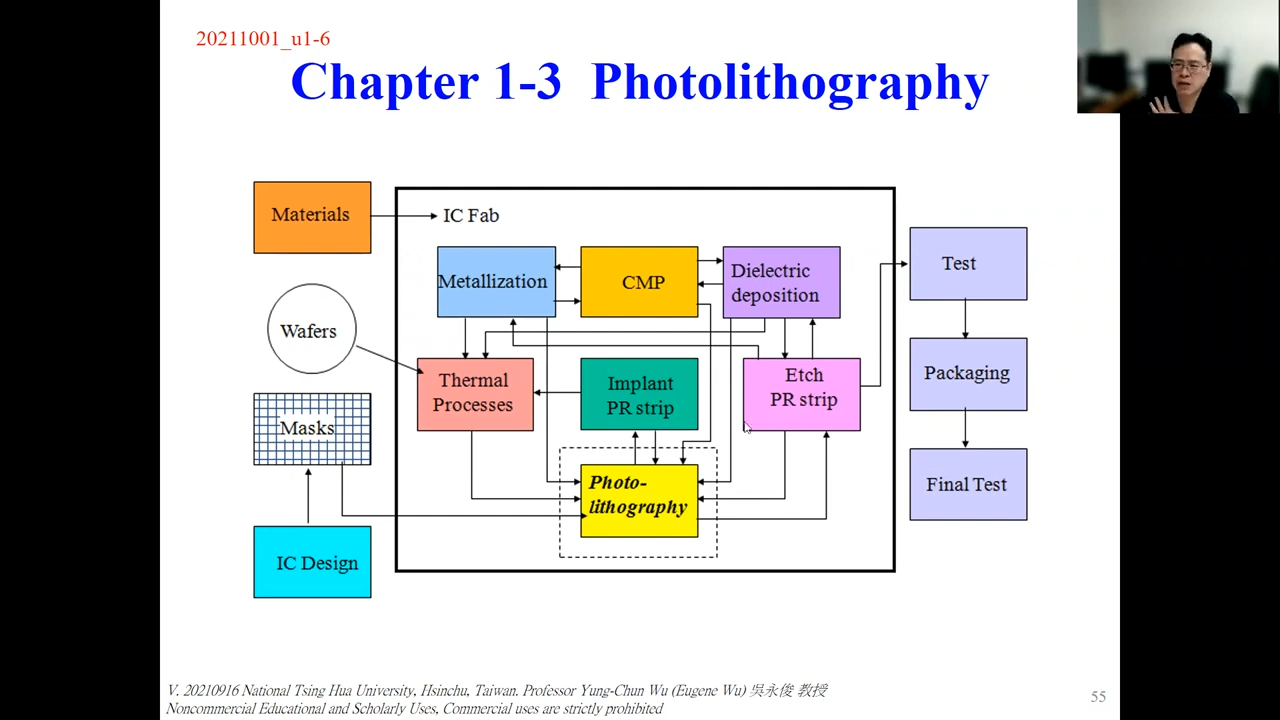 20211001_u1-6
Chapter 1-3 Photolithography
Materials
IC Fab
Metallization
CMP
Dielectric
deposition
Test
Wafers
Thermal
Processes
Implant
PR strip
Etch
PR strip
Packaging
Masks
Photo-
lithography
Final Test
IC Design
V. 20210916 National Tsing Hua University, Hsinchu, Taiwan. Professor Yung-Chun Wu (Eugene Wu) 吳永俊 教授
Noncommercial Educational and Scholarly Uses, Commercial uses are strictly prohibited
55